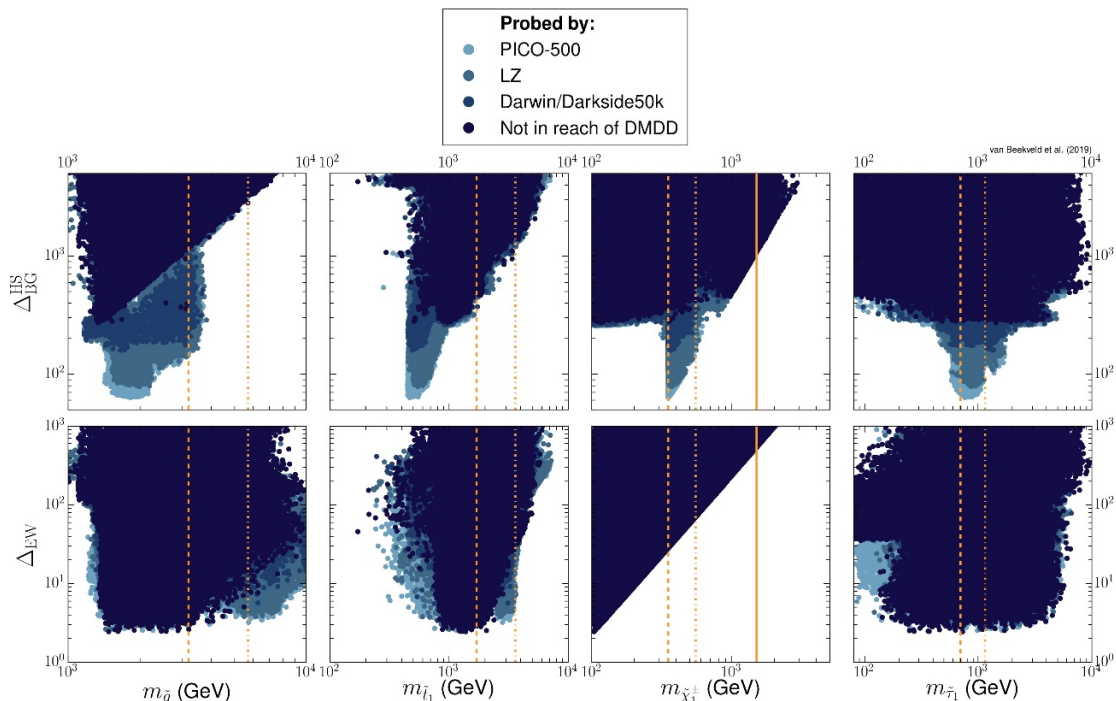 Probed by:
PICO-500
LZ
Darwin/Darkside50k
Not in reach of DMDD
van Beekveld et al. (2019)
10³ 10⁴ 10² 10³ 10⁴ 10² 10³ 10² 10³ 10⁴
Δ_BG^HS
10³
10²
10³
10²
Δ_EW
10³
10²
10¹
10⁰
10³
10²
10¹
10⁰
10³ 10⁴ 10² 10³ 10⁴ 10² 10³ 10² 10³ 10⁴
m_g̃ (GeV) m_t̃₁ (GeV) m_χ̃₁^± (GeV) m_τ̃₁ (GeV)